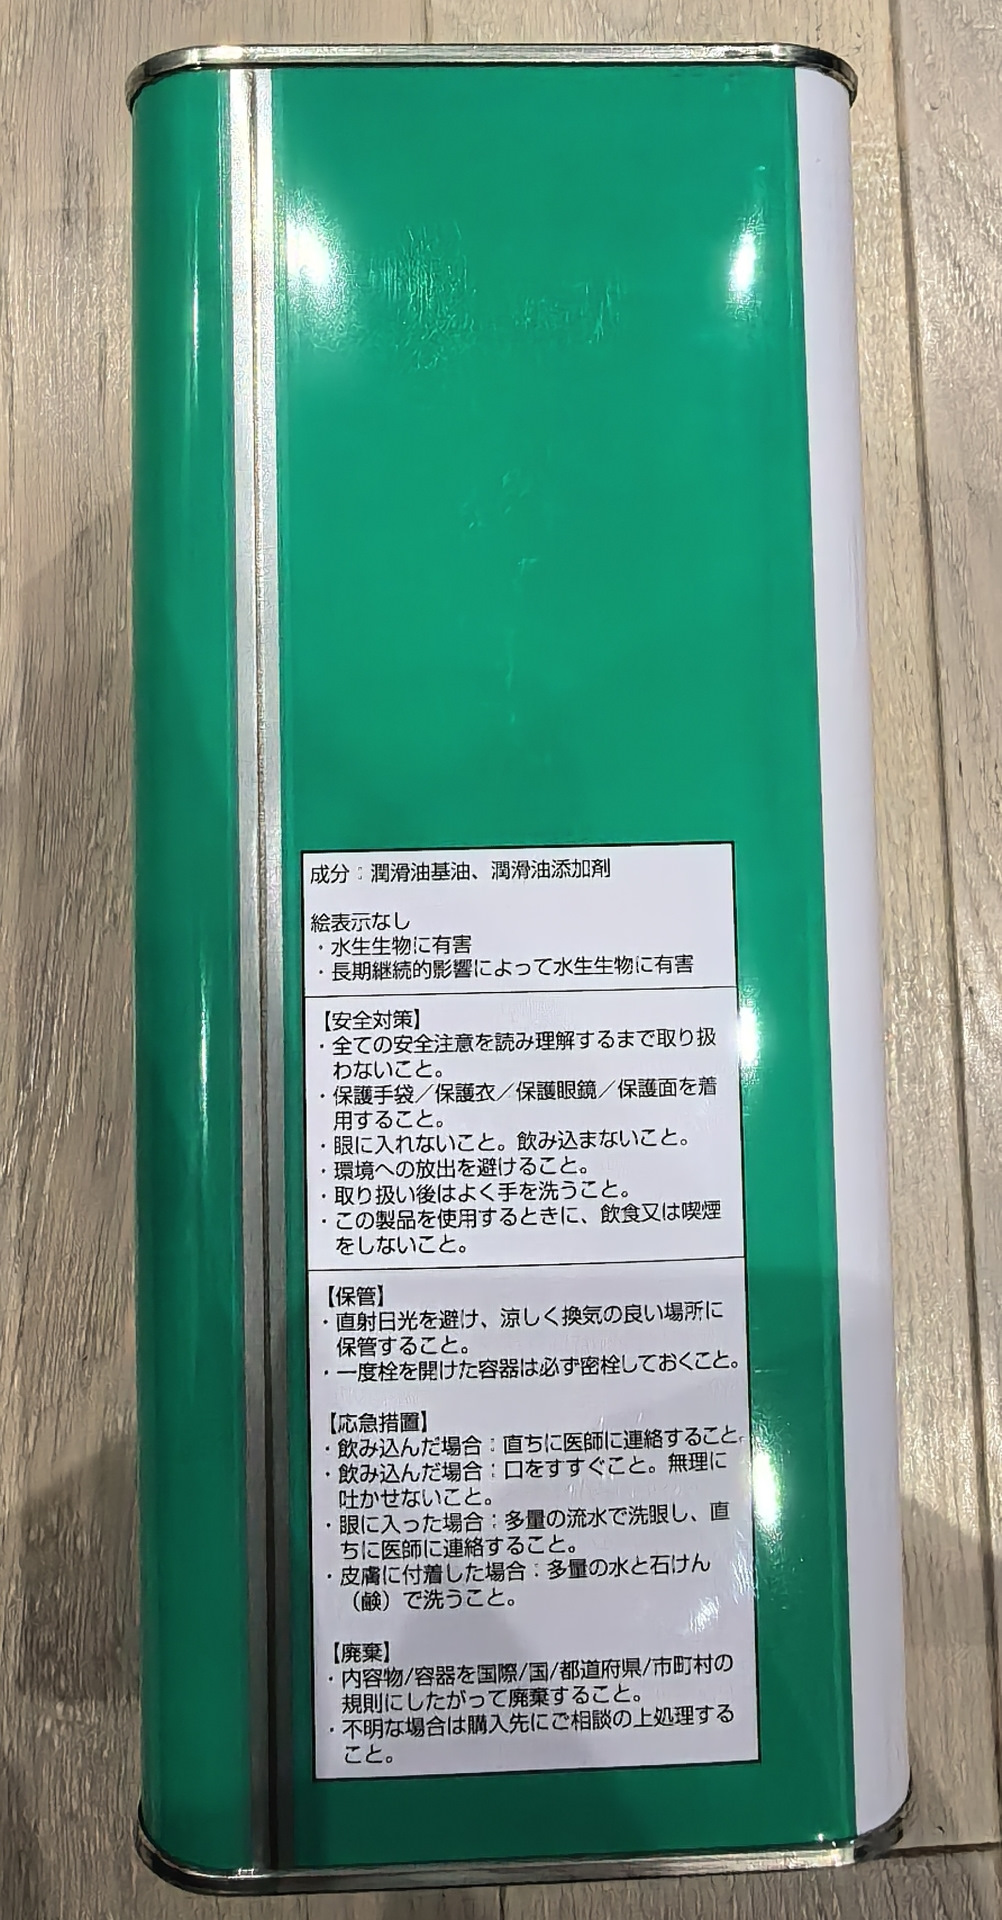 成分：潤滑油基油、潤滑油添加剤
絵表示なし
・水生生物に有害
・長期継続的影響によって水生生物に有害
【安全対策】
・全ての安全注意を読み理解するまで取り扱
わないこと。
・保護手袋／保護衣／保護眼鏡／保護面を着
用すること。
・眼に入れないこと。飲み込まないこと。
・環境への放出を避けること。
・取り扱い後はよく手を洗うこと。
・この製品を使用するときに、飲食又は喫煙
をしないこと。
【保管】
・直射日光を避け、涼しく換気の良い場所に
保管すること。
・一度栓を開けた容器は必ず密栓しておくこと。
【応急措置】
・飲み込んだ場合：直ちに医師に連絡すること。
・飲み込んだ場合：口をすすぐこと。無理に
吐かせないこと。
・眼に入った場合：多量の流水で洗眼し、直
ちに医師に連絡すること。
・皮膚に付着した場合：多量の水と石けん
（鹸）で洗うこと。
【廃棄】
・内容物/容器を国際/国/都道府県/市町村の
規則にしたがって廃棄すること。
・不明な場合は購入先にご相談の上処理する
こと。